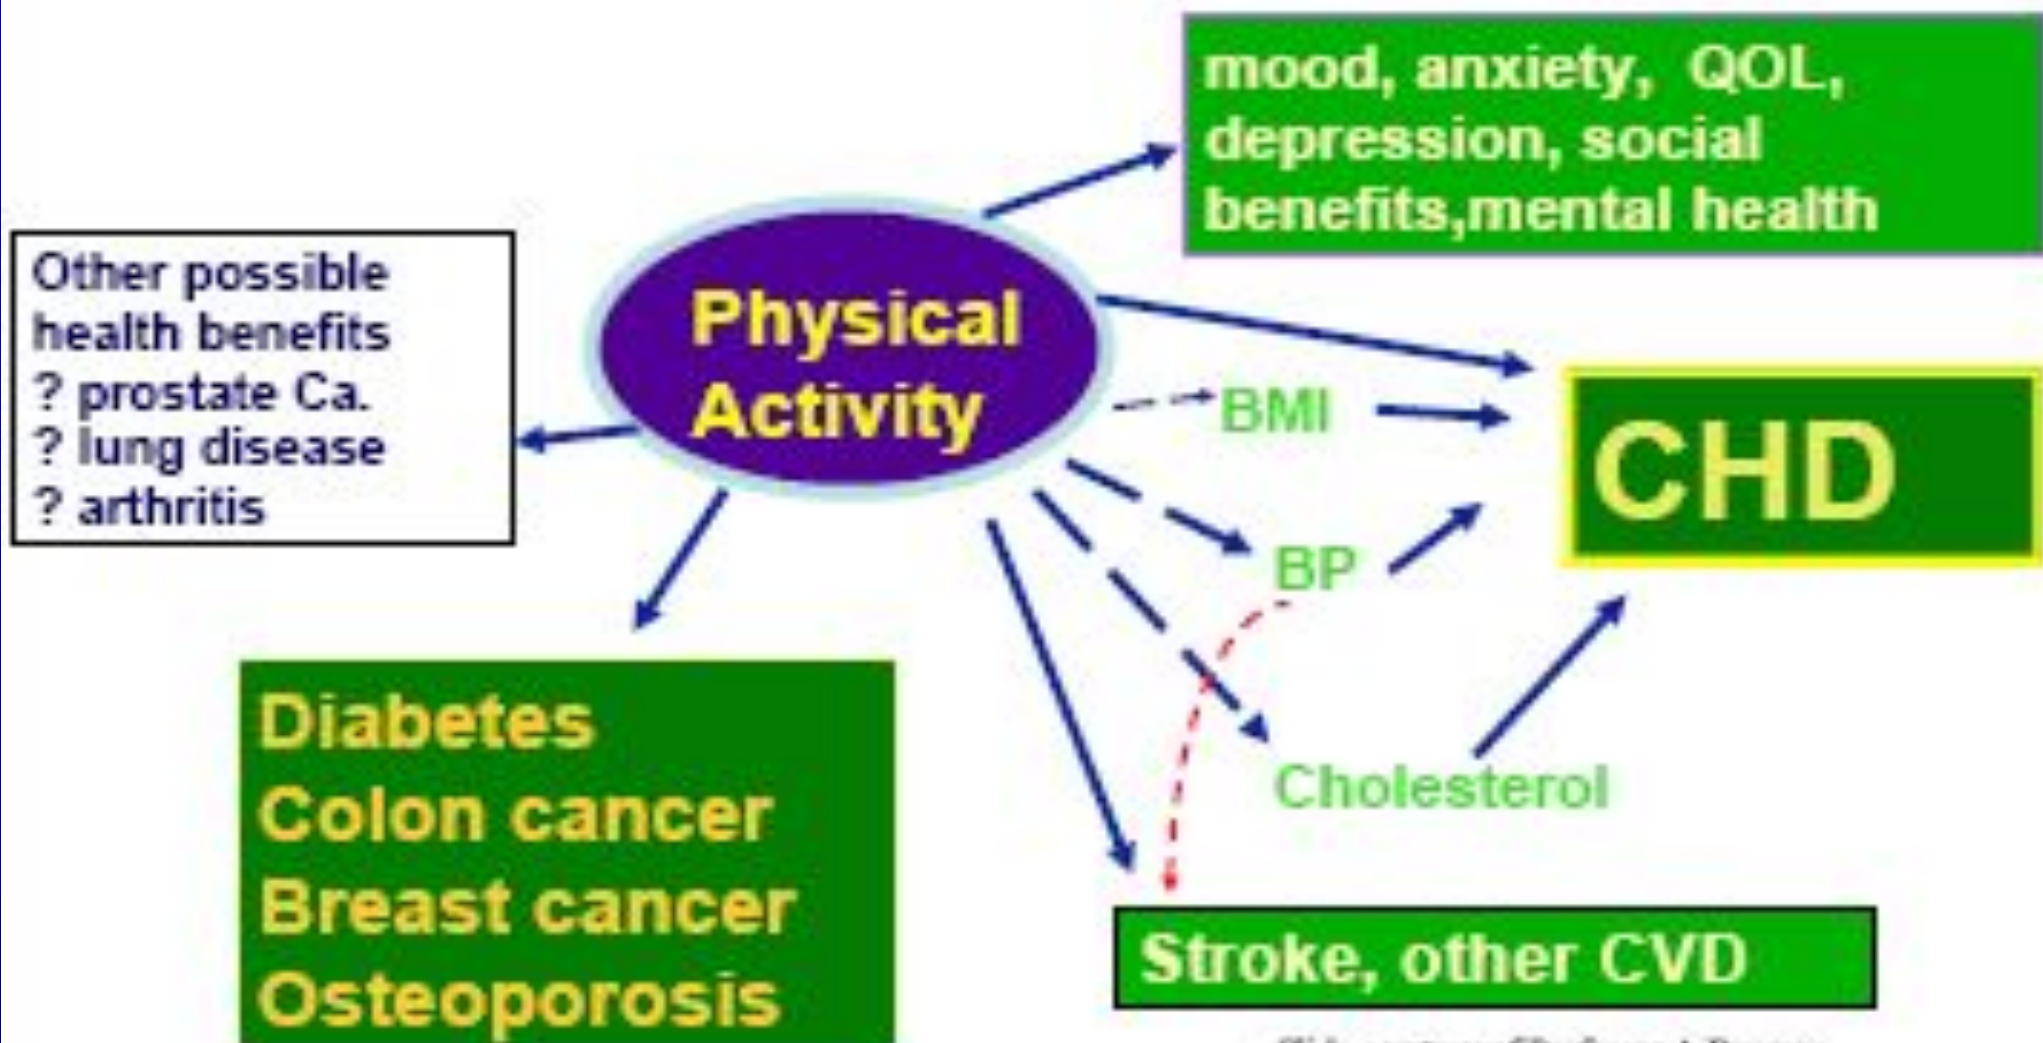 mood, anxiety, QOL,
depression, social
benefits,mental health
Other possible
health benefits
? prostate Ca.
? lung disease
? arthritis
Physical
Activity
BMI
CHD
BP
Cholesterol
Diabetes
Colon cancer
Breast cancer
Osteoporosis
Stroke, other CVD